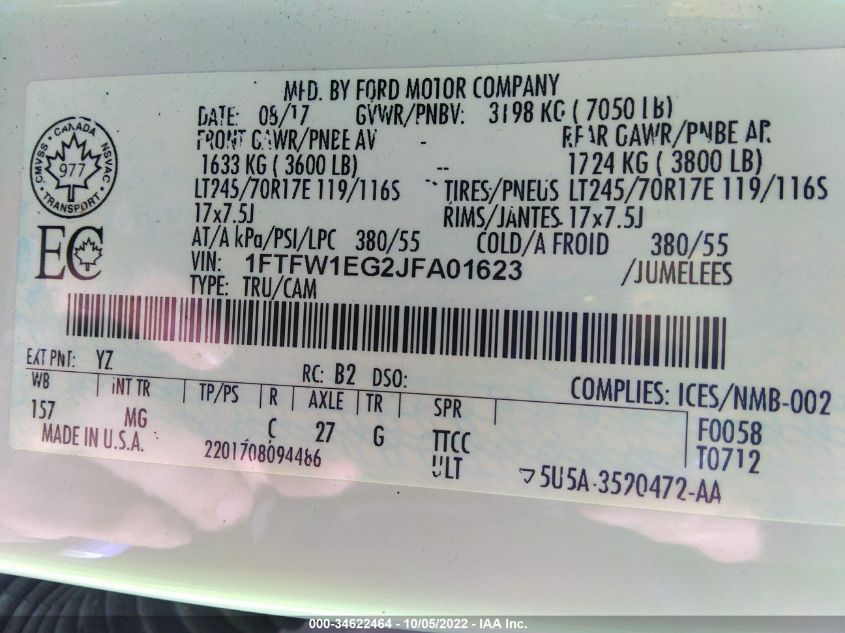 MFD. BY FORD MOTOR COMPANY
DATE: 08/17 GVWR/PNBV: 3198 KG ( 7050 LB)
FRONT GAWR/PNBE AV - REAR GAWR/PNBE AR
1633 KG ( 3600 LB) -- 1724 KG ( 3800 LB)
LT245/70R17E 119/116S TIRES/PNEUS LT245/70R17E 119/116S
17x7.5J RIMS/JANTES 17x7.5J
AT/A kPa/PSI/LPC 380/55 COLD/A FROID 380/55
VIN: 1FTFW1EG2JFA01623 /JUMELEES
TYPE: TRU/CAM
CANADA
CMVSS NSVAC
977
TRANSPORT
EC
EXT PNT: YZ RC: B2 DSO: COMPLIES: ICES/NMB-002
WB INT TR TP/PS R AXLE TR SPR F0058
157 MG C 27 G TTCC T0712
MADE IN U.S.A. 2201708094486 ULT 5U5A-3520472-AA
000-34622464 - 10/05/2022 - IAA Inc.